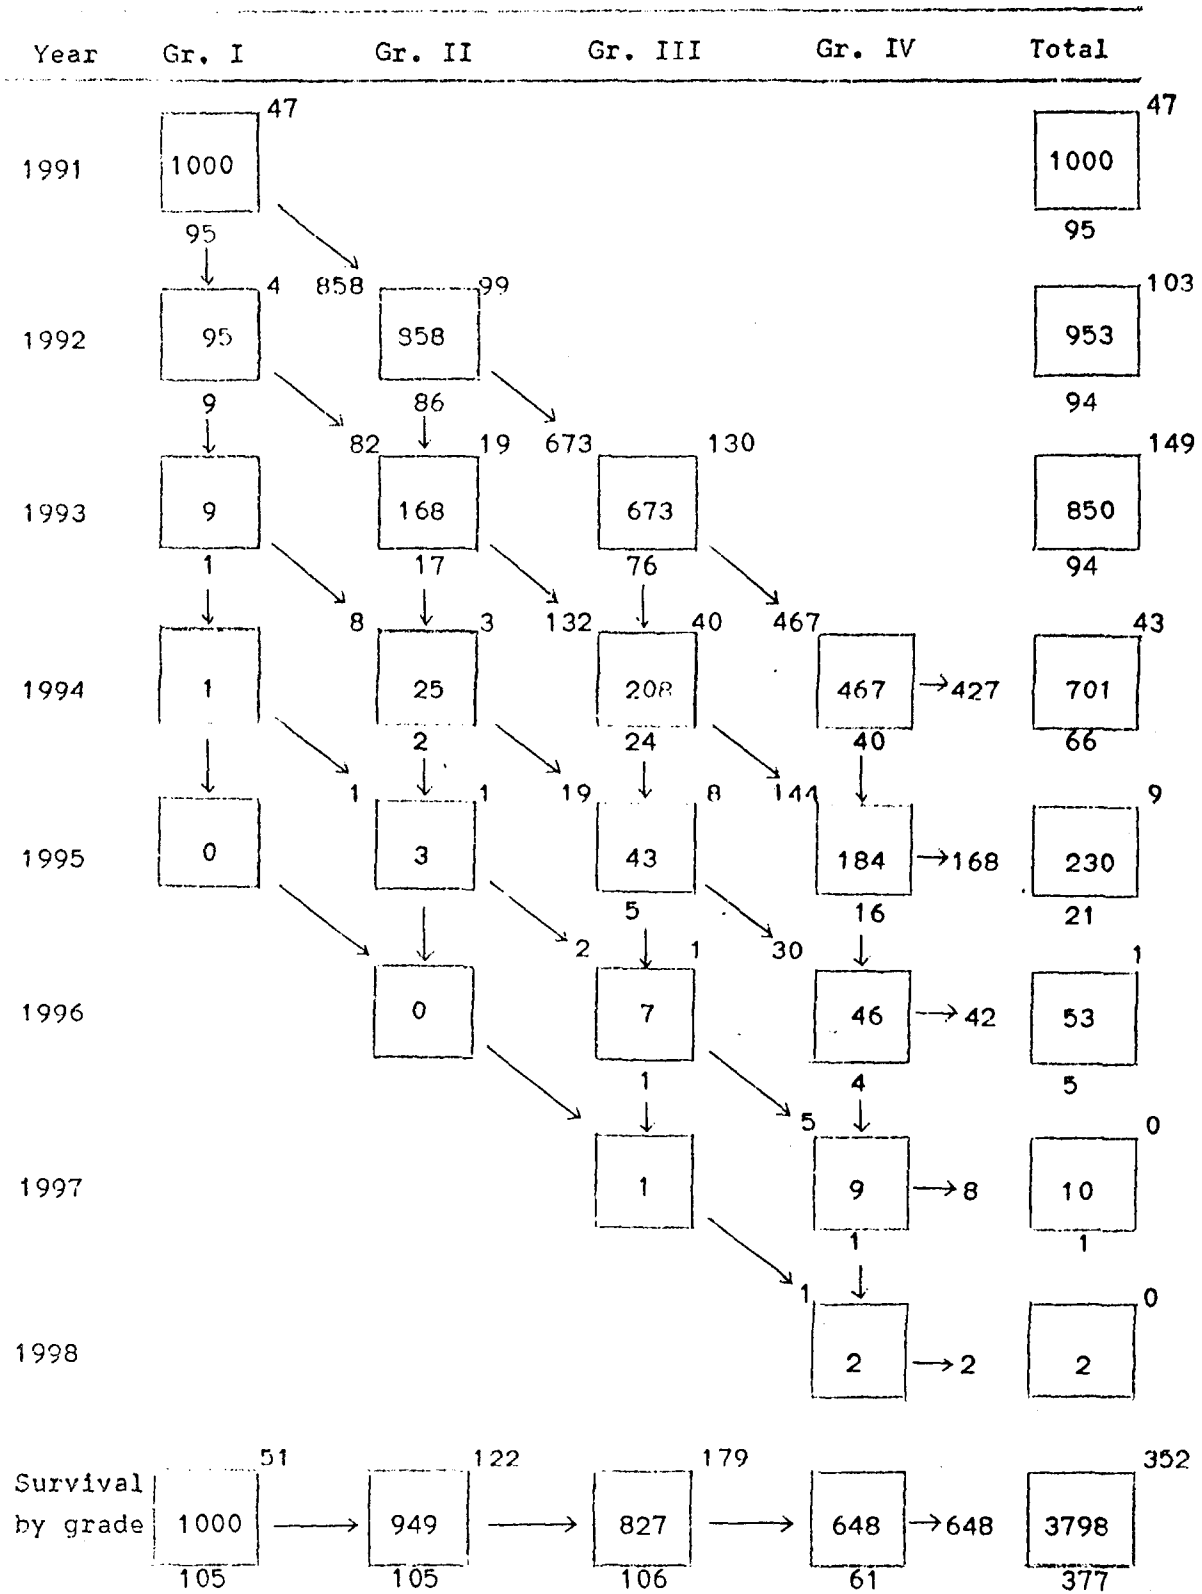 Year Gr. I Gr. II Gr. III Gr. IV Total
47 47
1991 1000 1000
95 95
4 858 99 103
1992 95 858 953
9 86 94
82 19 673 130 149
1993 9 168 673 850
1 17 76 94
8 3 132 40 467 43
1994 1 25 208 467 → 427 701
2 24 40 66
1 1 19 8 144 9
1995 0 3 43 184 → 168 230
5 16 21
2 1 30 1
1996 0 7 46 → 42 53
1 4 5
5 0
1997 1 9 → 8 10
1 1
1 0
1998 2 → 2 2
51 122 179 352
Survival
by grade 1000 → 949 → 827 → 648 → 648 3798
105 105 106 61 377